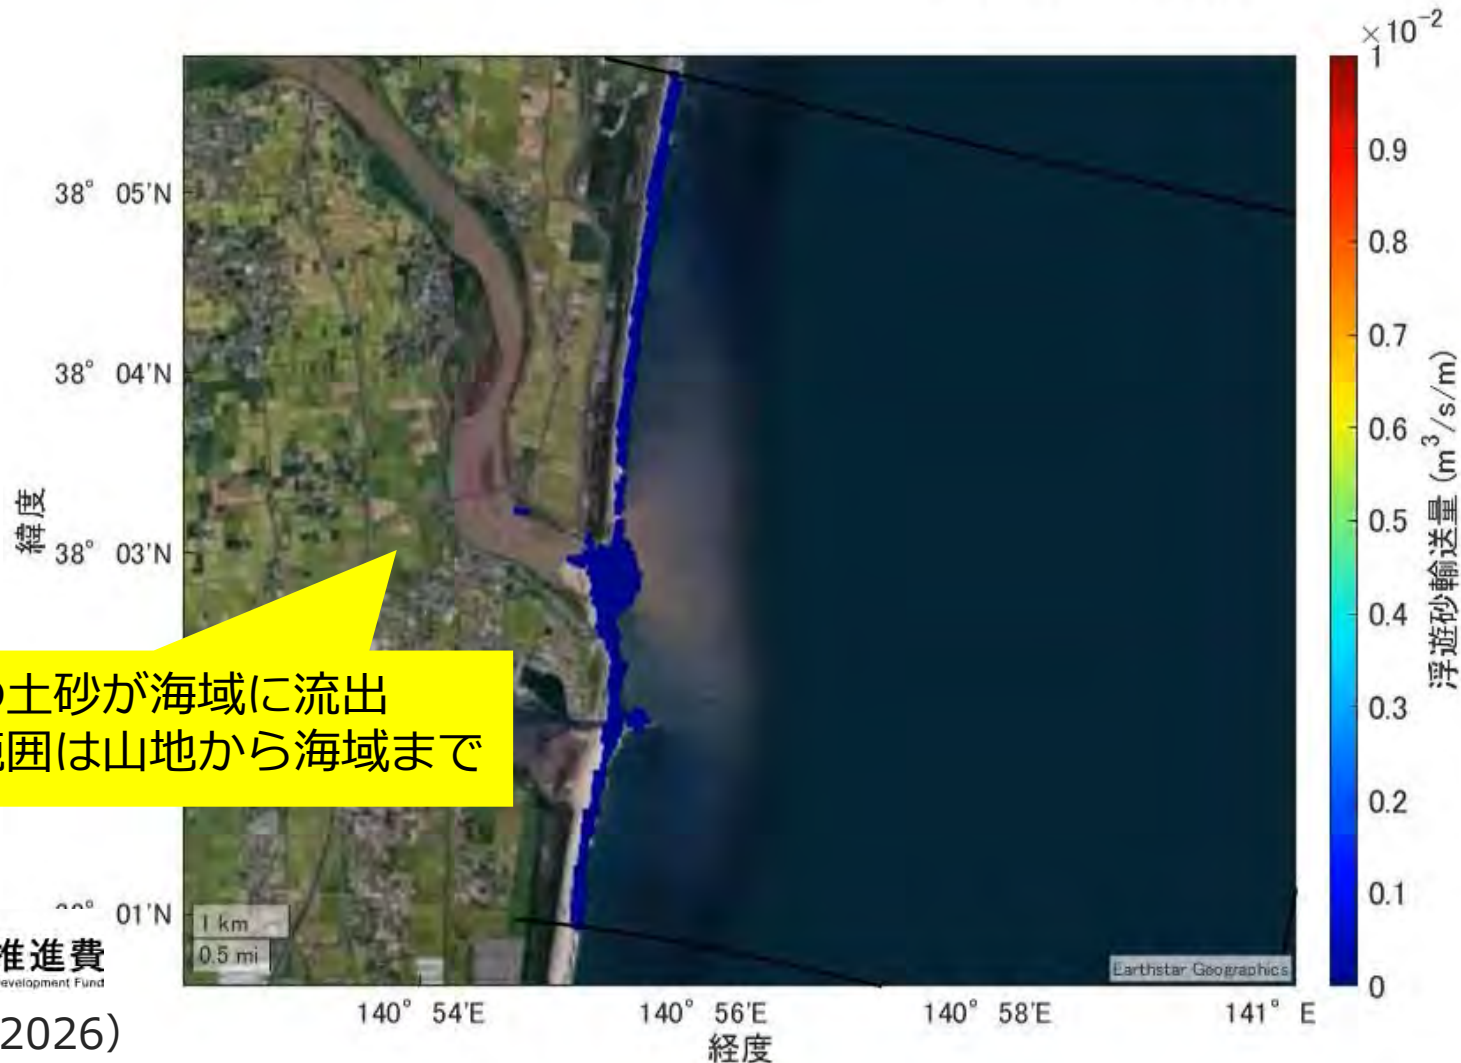 ×10⁻²
1
0.9
0.8
0.7
0.6
0.5
0.4
0.3
0.2
0.1
0
浮遊砂輸送量 (m³/s/m)
38° 05'N
38° 04'N
38° 03'N
01'N
緯度
土砂が海域に流出
囲は山地から海域まで
1 km
0.5 mi
Earthstar Geographics
推進費
evelopment Fund
2026)
140° 54'E
140° 56'E
140° 58'E
141° E
経度